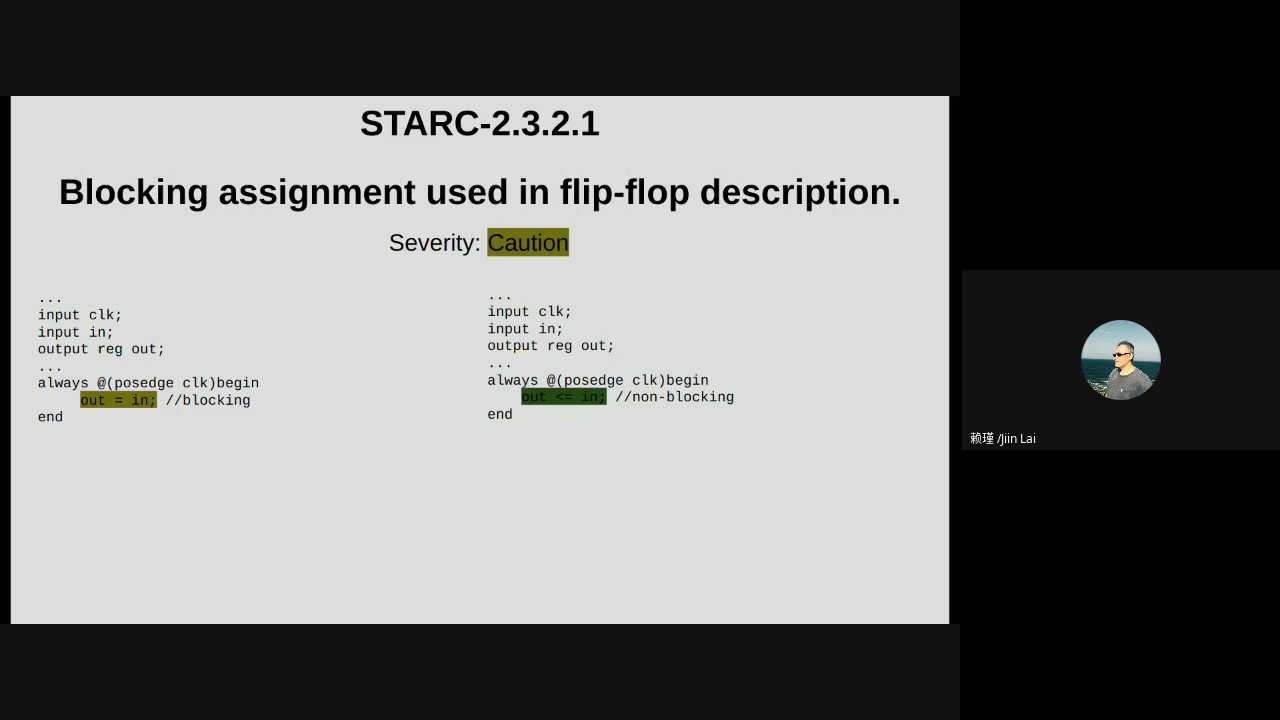 STARC-2.3.2.1
Blocking assignment used in flip-flop description.
Severity: Caution
...
input clk;
input in;
output reg out;
...
always @(posedge clk)begin
out = in; //blocking
end
...
input clk;
input in;
output reg out;
...
always @(posedge clk)begin
out <= in; //non-blocking
end
赖瑾 /Jiin Lai